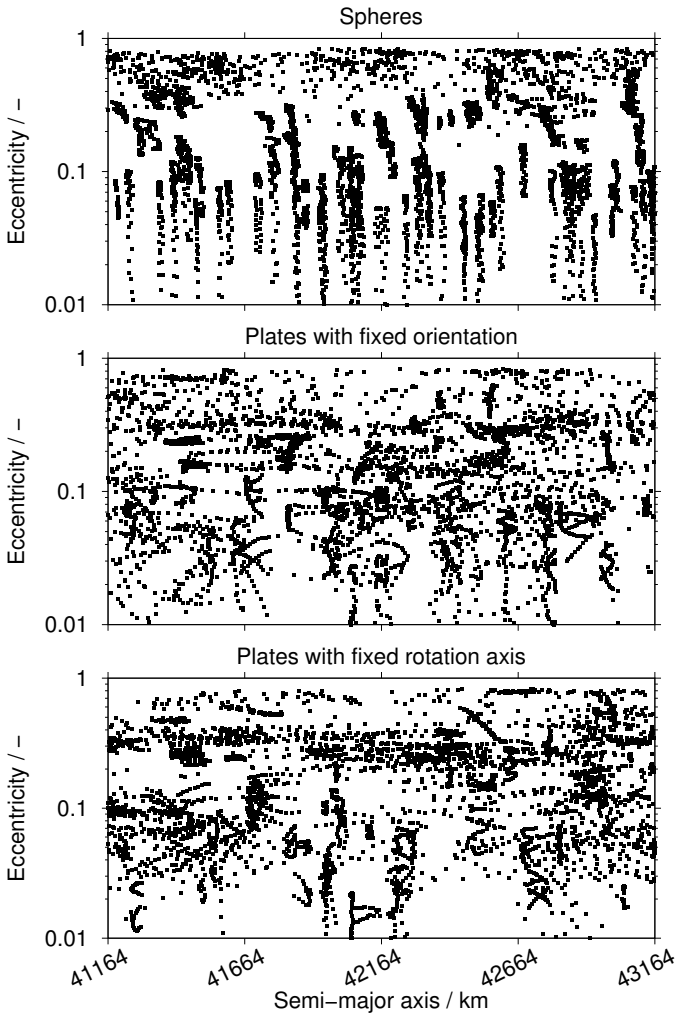 Spheres
1
0.1
0.01
Eccentricity / −
Plates with fixed orientation
1
0.1
0.01
Eccentricity / −
Plates with fixed rotation axis
1
0.1
0.01
Eccentricity / −
41164 41664 42164 42664 43164
Semi−major axis / km